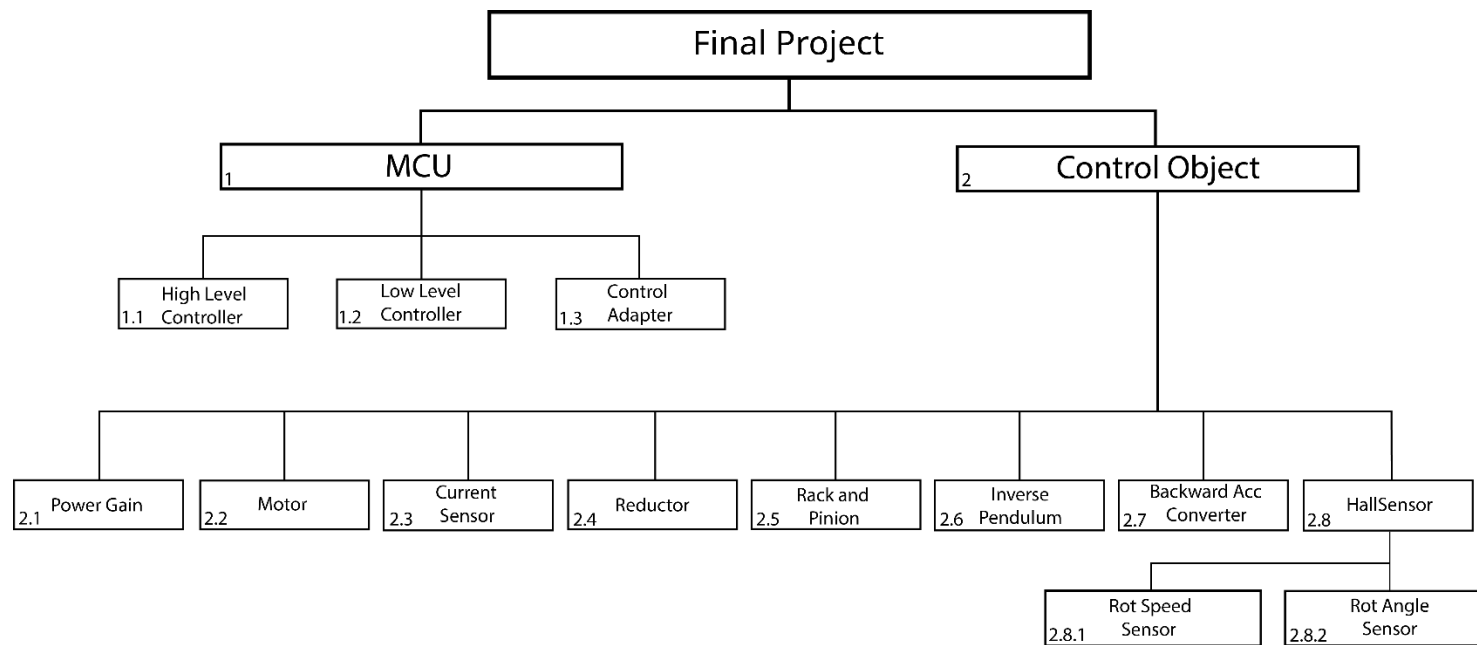 Final Project
MCU
1
Control Object
2
High Level
Controller
1.1
Low Level
Controller
1.2
Control
Adapter
1.3
Power Gain
2.1
Motor
2.2
Current
Sensor
2.3
Reductor
2.4
Rack and
Pinion
2.5
Inverse
Pendulum
2.6
Backward Acc
Converter
2.7
HallSensor
2.8
Rot Speed
Sensor
2.8.1
Rot Angle
Sensor
2.8.2